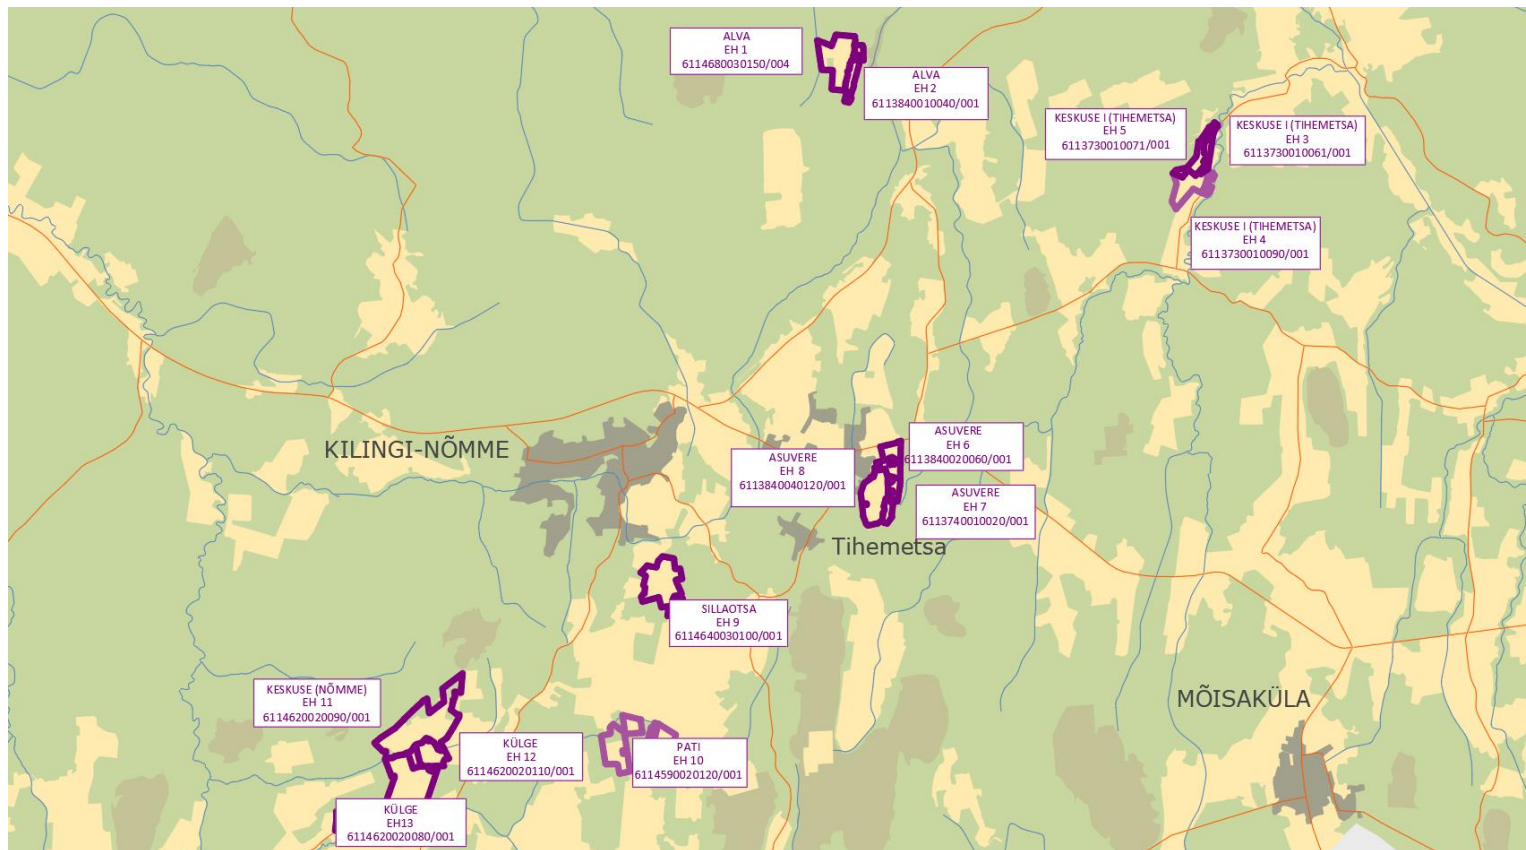 ALVA
EH 1
6114680030150/004
ALVA
EH 2
6113840010040/001
KESKUSE I (TIHEMETSA)
EH 5
6113730010071/001
KESKUSE I (TIHEMETSA)
EH 3
6113730010061/001
KESKUSE I (TIHEMETSA)
EH 4
6113730010090/001
KILINGI-NÕMME
ASUVERE
EH 6
6113840020060/001
ASUVERE
EH 8
6113840040120/001
ASUVERE
EH 7
6113740010020/001
Tihemetsa
SILLAOTSA
EH 9
6114640030100/001
KESKUSE (NÕMME)
EH 11
6114620020090/001
MÕISAKÜLA
KÜLGE
EH 12
6114620020110/001
PATI
EH 10
6114590020120/001
KÜLGE
EH13
6114620020080/001